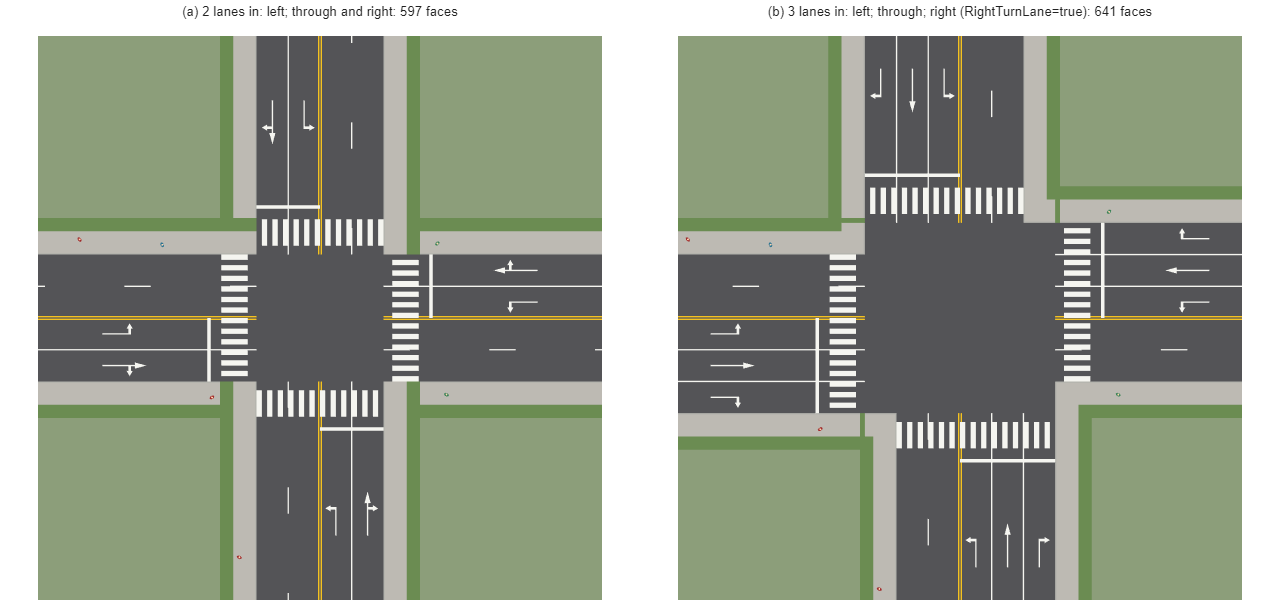 (a) 2 lanes in: left; through and right: 597 faces
(b) 3 lanes in: left; through; right (RightTurnLane=true): 641 faces